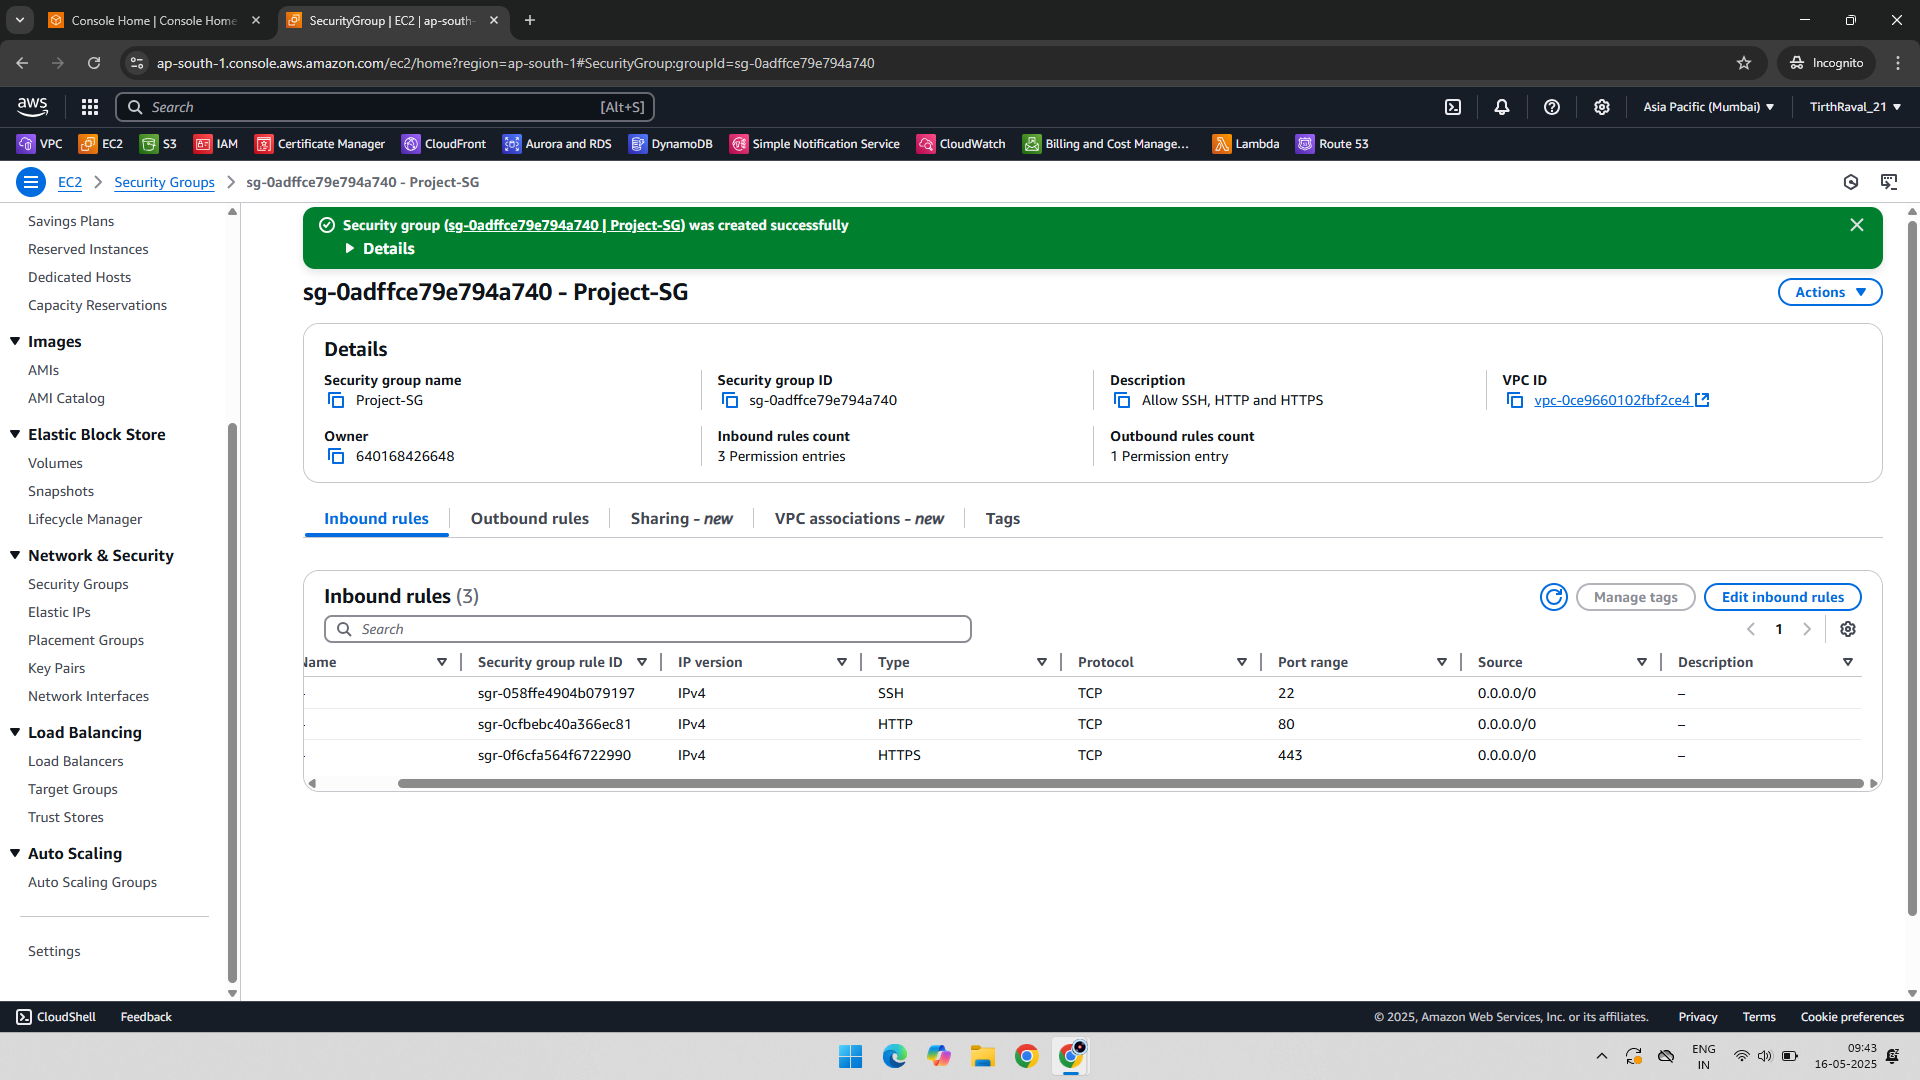 Console Home | Console Home
SecurityGroup | EC2 | ap-south-
ap-south-1.console.aws.amazon.com/ec2/home?region=ap-south-1#SecurityGroup:groupId=sg-0adffce79e794a740
Incognito
aws
Search
[Alt+S]
Asia Pacific (Mumbai)
TirthRaval_21
VPC
EC2
S3
IAM
Certificate Manager
CloudFront
Aurora and RDS
DynamoDB
Simple Notification Service
CloudWatch
Billing and Cost Manage...
Lambda
Route 53
EC2
Security Groups
sg-0adffce79e794a740 - Project-SG
Savings Plans
Reserved Instances
Dedicated Hosts
Capacity Reservations
Images
AMIs
AMI Catalog
Elastic Block Store
Volumes
Snapshots
Lifecycle Manager
Network & Security
Security Groups
Elastic IPs
Placement Groups
Key Pairs
Network Interfaces
Load Balancing
Load Balancers
Target Groups
Trust Stores
Auto Scaling
Auto Scaling Groups
Settings
Security group (sg-0adffce79e794a740 | Project-SG) was created successfully
Details
sg-0adffce79e794a740 - Project-SG
Actions
Details
Security group name
Project-SG
Security group ID
sg-0adffce79e794a740
Description
Allow SSH, HTTP and HTTPS
VPC ID
vpc-0ce9660102fbf2ce4
Owner
640168426648
Inbound rules count
3 Permission entries
Outbound rules count
1 Permission entry
Inbound rules
Outbound rules
Sharing - new
VPC associations - new
Tags
Inbound rules (3)
Manage tags
Edit inbound rules
Search
1
Name Security group rule ID IP version Type Protocol Port range Source Description
- sgr-058ffe4904b079197 IPv4 SSH TCP 22 0.0.0.0/0 –
- sgr-0cfbebc40a366ec81 IPv4 HTTP TCP 80 0.0.0.0/0 –
- sgr-0f6cfa564f6722990 IPv4 HTTPS TCP 443 0.0.0.0/0 –
CloudShell
Feedback
© 2025, Amazon Web Services, Inc. or its affiliates.
Privacy
Terms
Cookie preferences
ENG
IN
09:43
16-05-2025